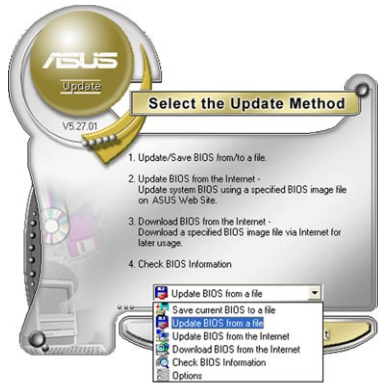 ASUS
Update
V5.27.01
Select the Update Method
1. Update/Save BIOS from/to a file.
2. Update BIOS from the Internet -
Update system BIOS using a specified BIOS image file
on ASUS Web Site.
3. Download BIOS from the Internet -
Download a specified BIOS image file via Internet for
later usage.
4. Check BIOS Information
Update BIOS from a file
Save current BIOS to a file
Update BIOS from a file
Update BIOS from the Internet
Download BIOS from the Internet
Check BIOS Information
Options